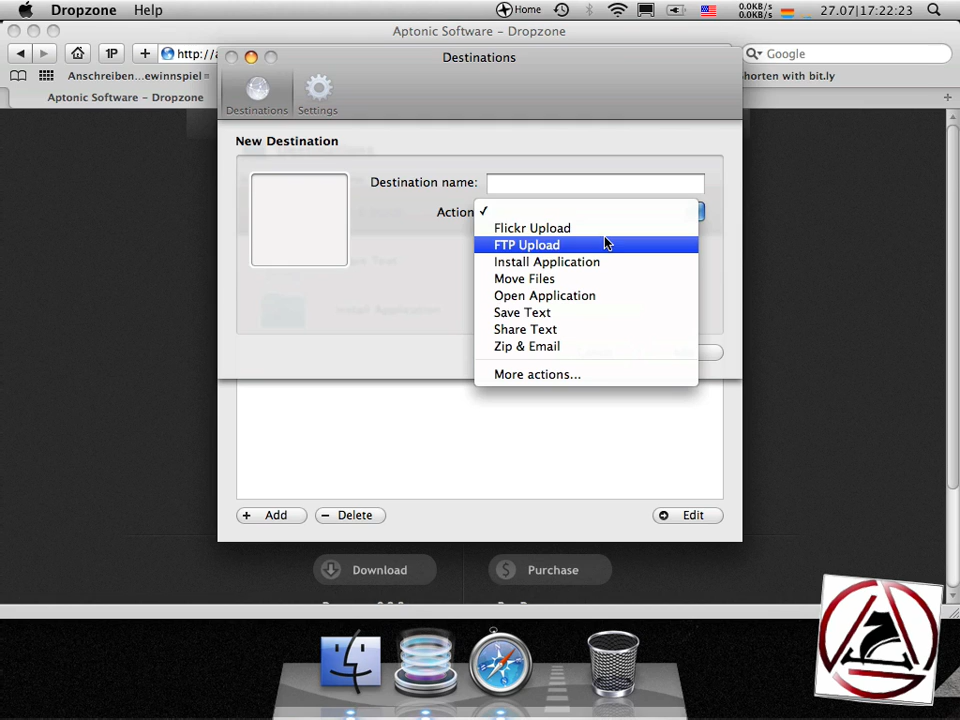 Dropzone Help Home 0.0KB/s 0.0KB/s 27.07|17:22:23
Aptonic Software – Dropzone
1P http:// Google
Anschreiben...ewinnspiel horten with bit.ly
Aptonic Software – Dropzone
Destinations
Destinations Settings
New Destination
Destination name:
Action
✓
Flickr Upload
FTP Upload
Install Application
Move Files
Open Application
Save Text
Share Text
Zip & Email
More actions...
+ Add – Delete Edit
Download $ Purchase